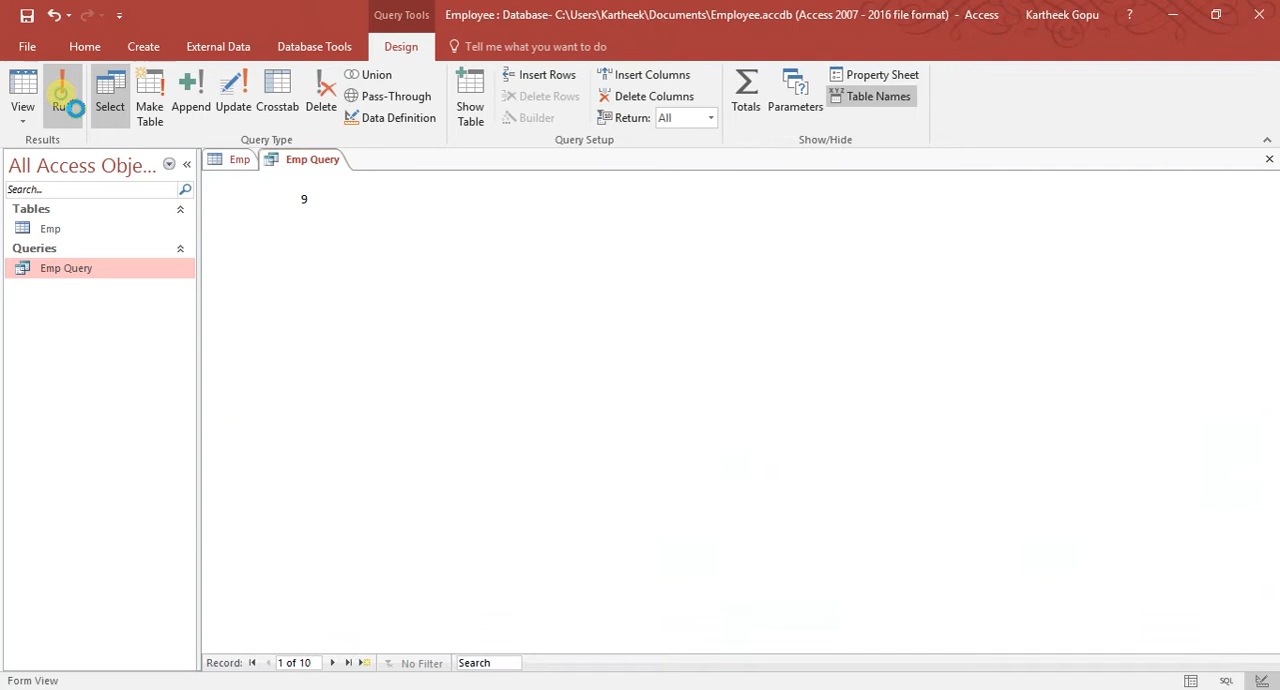 Query Tools
Employee : Database- C:\Users\Kartheek\Documents\Employee.accdb (Access 2007 - 2016 file format) - Access
Kartheek Gopu
?
File
Home
Create
External Data
Database Tools
Design
Tell me what you want to do
View
Select
Make Table
Append
Update
Crosstab
Delete
Union
Pass-Through
Data Definition
Show Table
Insert Rows
Delete Rows
Builder
Insert Columns
Delete Columns
Return: All
Totals
Parameters
Property Sheet
Table Names
Results
Query Type
Query Setup
Show/Hide
All Access Obje...
Search...
Tables
Emp
Queries
Emp Query
Emp
Emp Query
9
Record:
1 of 10
No Filter
Search
Form View
SQL